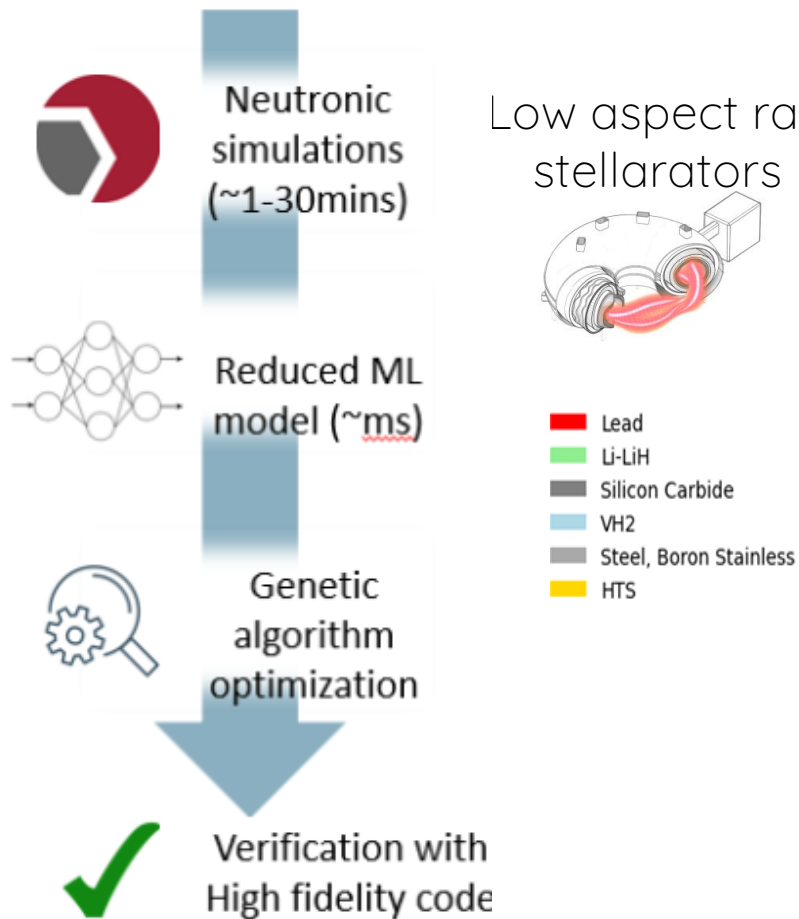 Neutronic
simulations
(~1-30mins)
Reduced ML
model (~ms)
Genetic
algorithm
optimization
Verification with
High fidelity code
Low aspect ra
stellarators
Lead
Li-LiH
Silicon Carbide
VH2
Steel, Boron Stainless
HTS